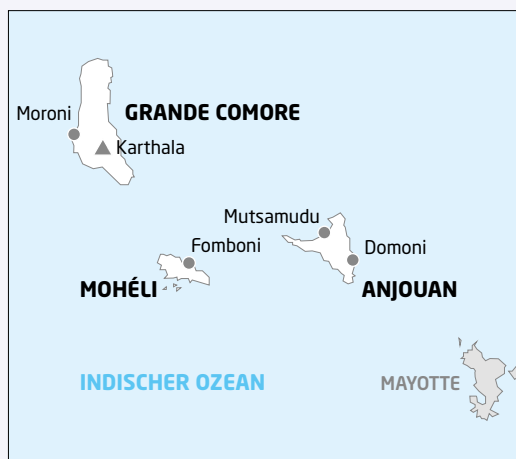 Moroni
GRANDE COMORE
Karthala
Mutsamudu
Fomboni
Domoni
MOHÉLI
ANJOUAN
INDISCHER OZEAN
MAYOTTE